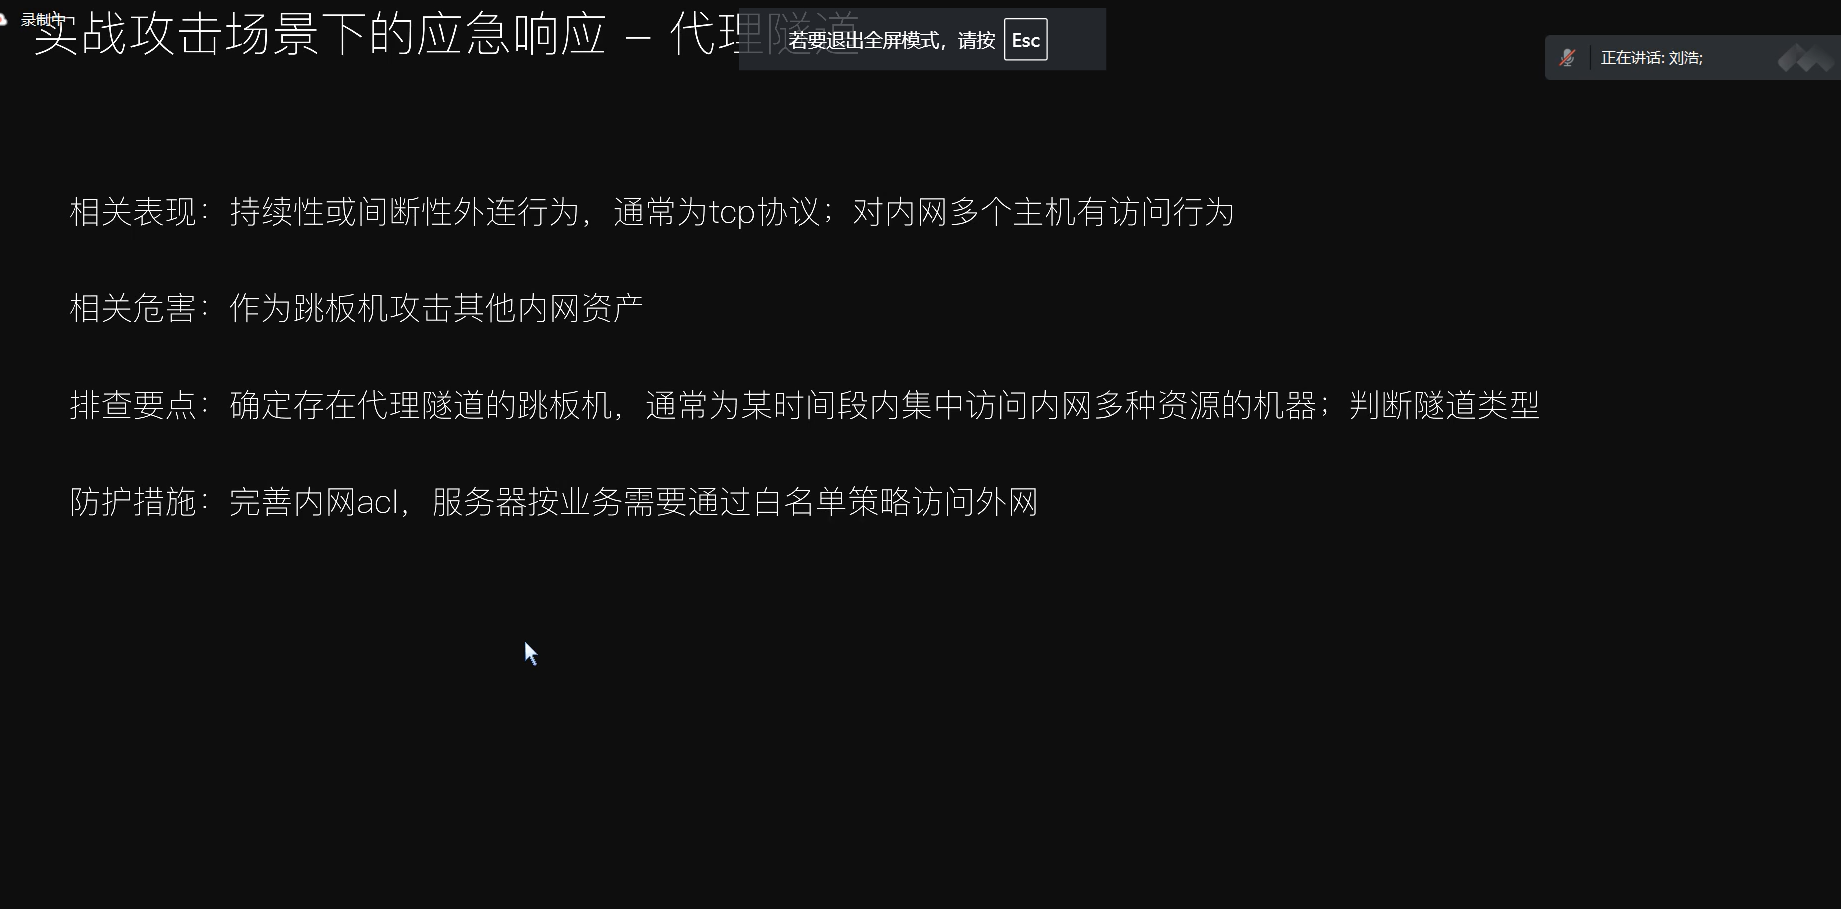 录制中
实战攻击场景下的应急响应 – 代理隧道
若要退出全屏模式，请按 Esc
正在讲话: 刘浩;
相关表现：持续性或间断性外连行为，通常为tcp协议；对内网多个主机有访问行为
相关危害：作为跳板机攻击其他内网资产
排查要点：确定存在代理隧道的跳板机，通常为某时间段内集中访问内网多种资源的机器；判断隧道类型
防护措施：完善内网acl，服务器按业务需要通过白名单策略访问外网